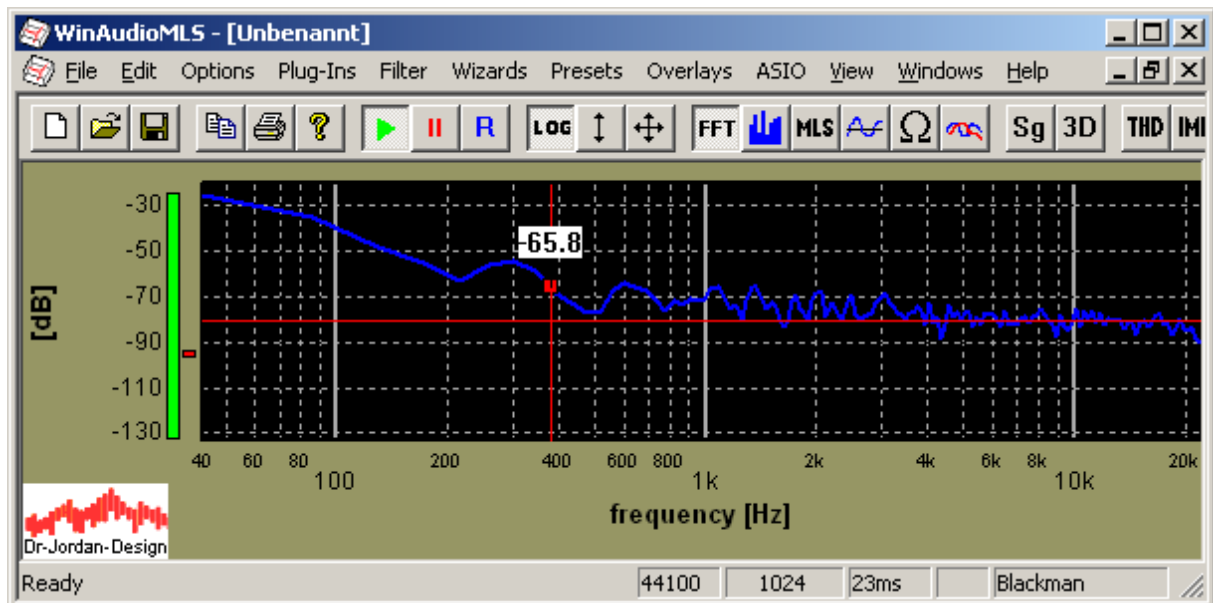 WinAudioMLS - [Unbenannt]
File Edit Options Plug-Ins Filter Wizards Presets Overlays ASIO View Windows Help
R LOG FFT MLS Ω Sg 3D THD IMI
-30
-50
-70
-90
-110
-130
[dB]
-65.8
40 60 80 100 200 400 600 800 1k 2k 4k 6k 8k 10k 20k
frequency [Hz]
Dr-Jordan-Design
Ready 44100 1024 23ms Blackman